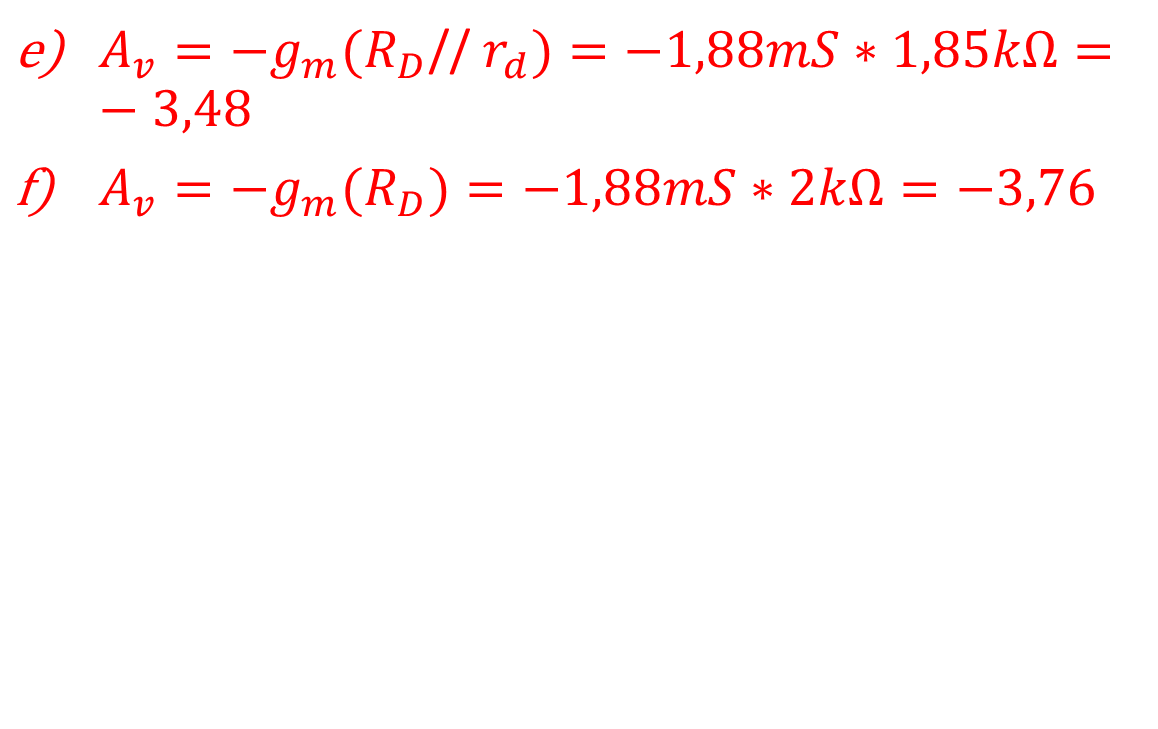 e) A_v = −g_m(R_D// r_d) = −1,88mS ∗ 1,85kΩ =
− 3,48
f) A_v = −g_m(R_D) = −1,88mS ∗ 2kΩ = −3,76